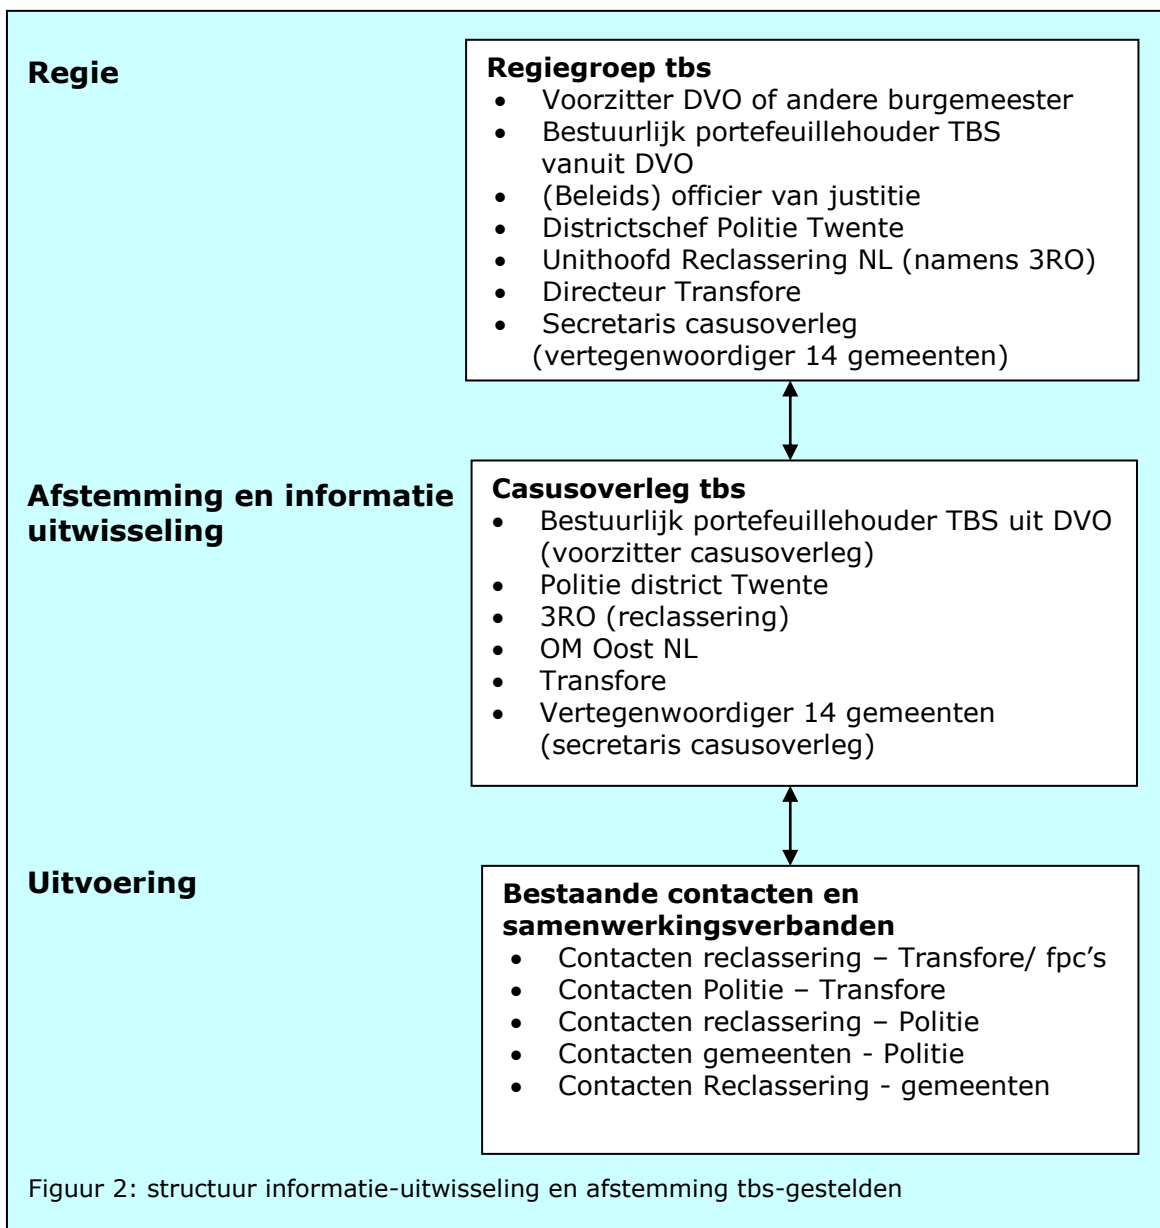 Regie
Regiegroep tbs
• Voorzitter DVO of andere burgemeester
• Bestuurlijk portefeuillehouder TBS
vanuit DVO
• (Beleids) officier van justitie
• Districtschef Politie Twente
• Unithoofd Reclassering NL (namens 3RO)
• Directeur Transfore
• Secretaris casusoverleg
(vertegenwoordiger 14 gemeenten)
Afstemming en informatie
uitwisseling
Casusoverleg tbs
• Bestuurlijk portefeuillehouder TBS uit DVO
(voorzitter casusoverleg)
• Politie district Twente
• 3RO (reclassering)
• OM Oost NL
• Transfore
• Vertegenwoordiger 14 gemeenten
(secretaris casusoverleg)
Uitvoering
Bestaande contacten en
samenwerkingsverbanden
• Contacten reclassering – Transfore/ fpc’s
• Contacten Politie – Transfore
• Contacten reclassering – Politie
• Contacten gemeenten - Politie
• Contacten Reclassering - gemeenten
Figuur 2: structuur informatie-uitwisseling en afstemming tbs-gestelden